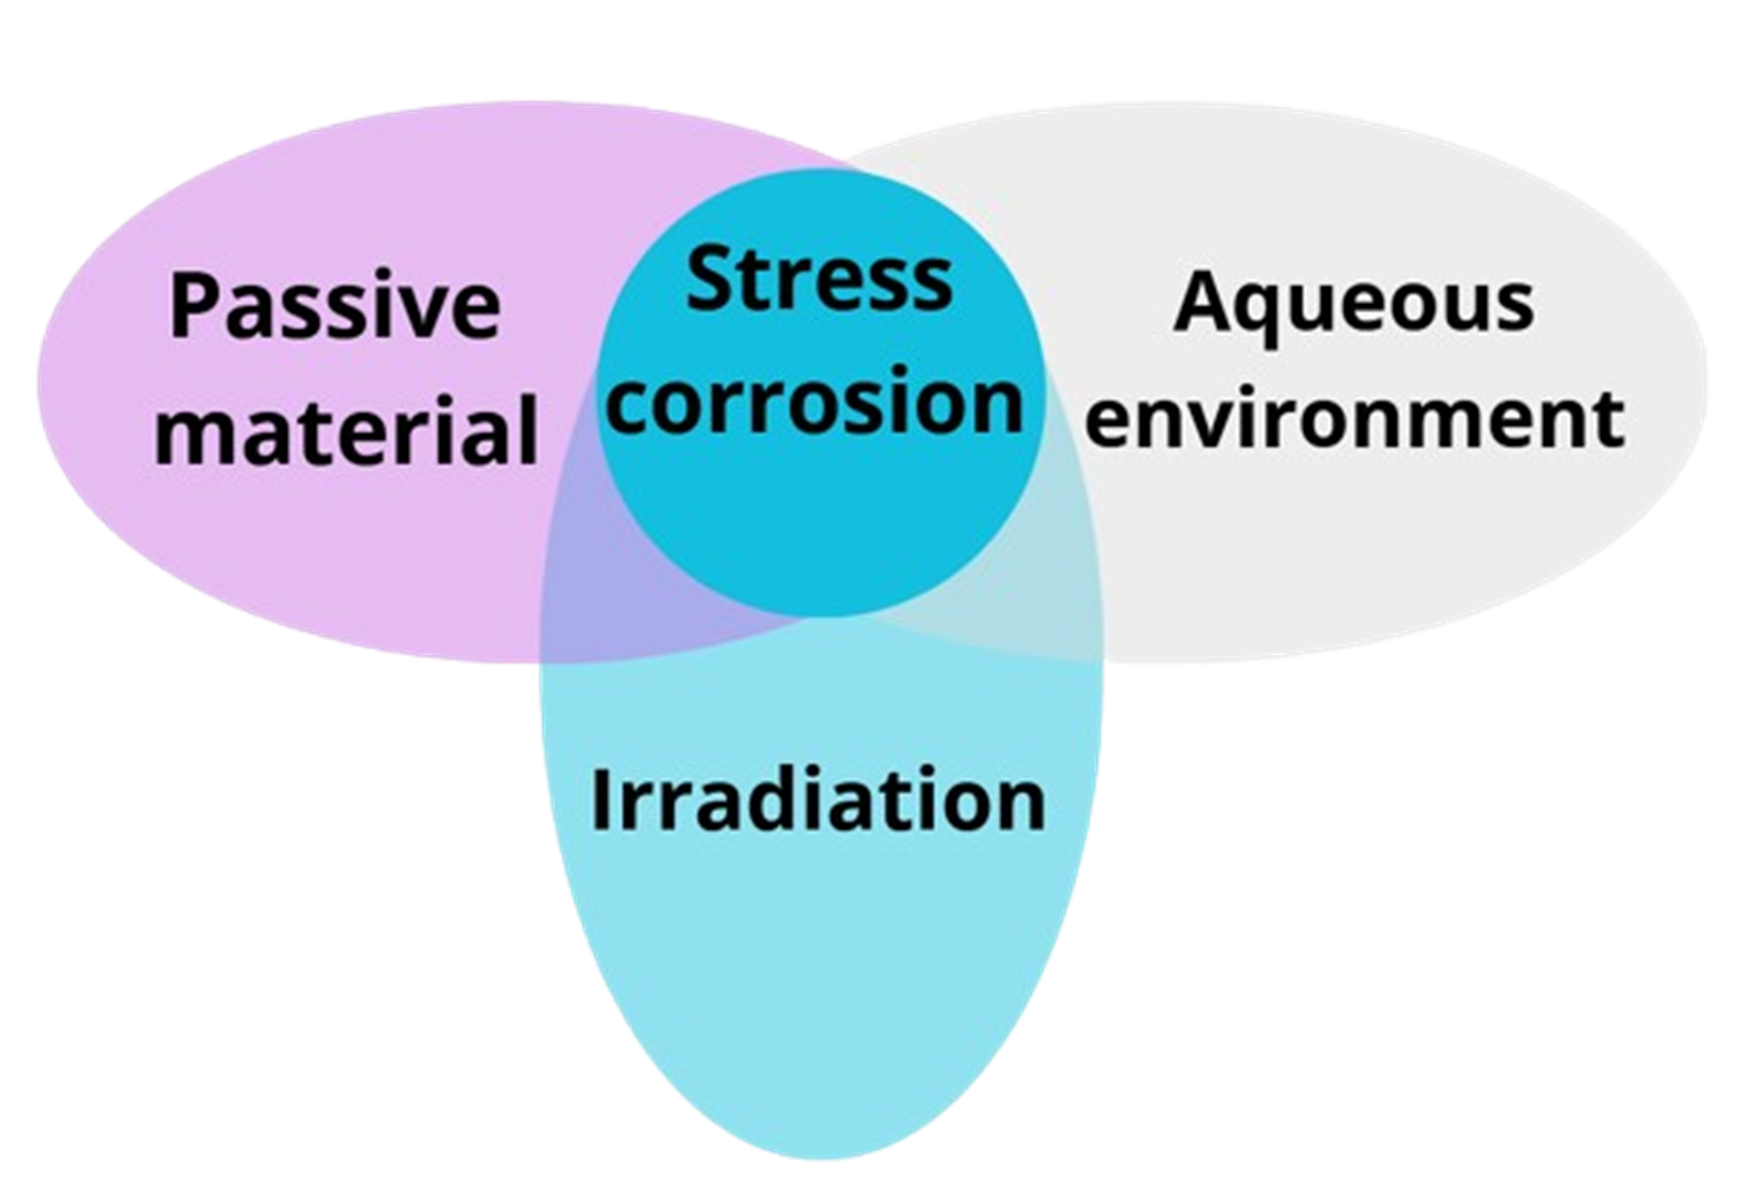 Passive
material
Stress
corrosion
Aqueous
environment
Irradiation